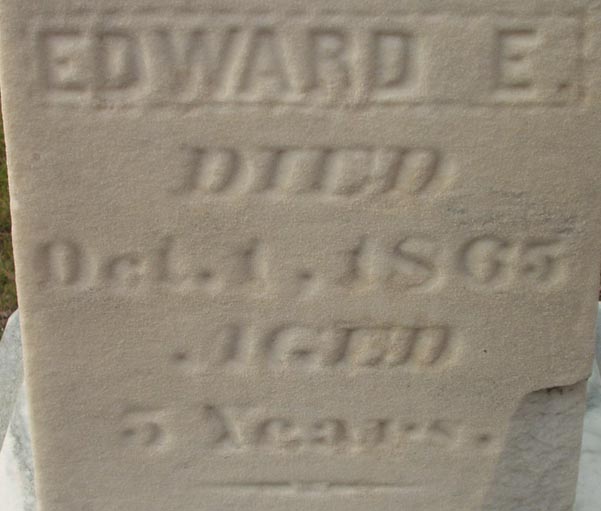 EDWARD E.
DIED
Oct. 1, 1865
AGED
5 Years.